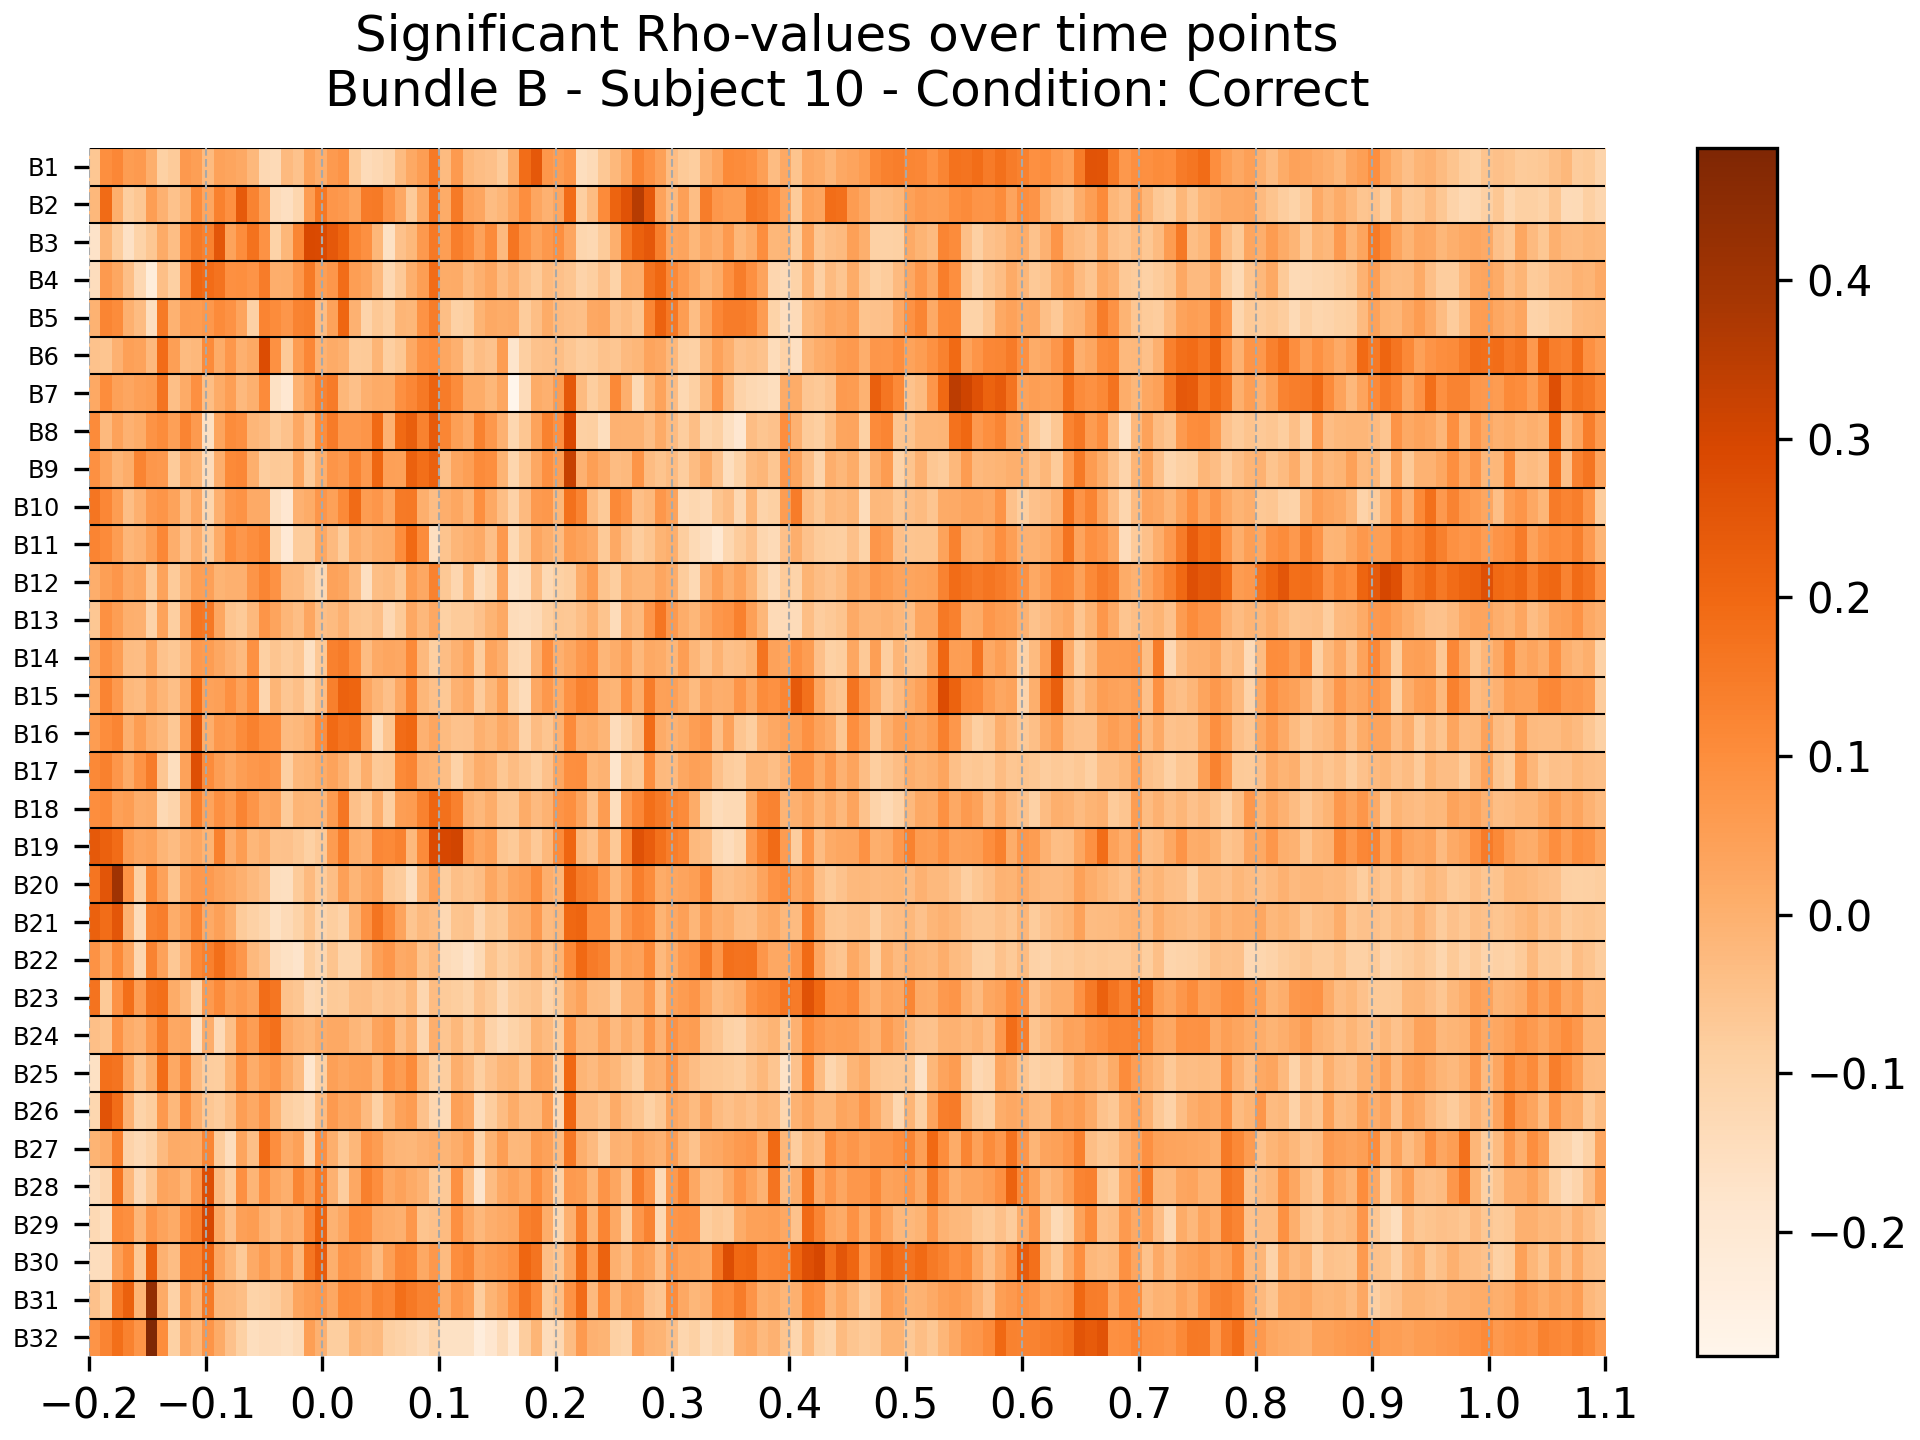 Significant Rho-values over time points
Bundle B - Subject 10 - Condition: Correct
B1
B2
B3
B4
B5
B6
B7
B8
B9
B10
B11
B12
B13
B14
B15
B16
B17
B18
B19
B20
B21
B22
B23
B24
B25
B26
B27
B28
B29
B30
B31
B32
−0.2 −0.1 0.0 0.1 0.2 0.3 0.4 0.5 0.6 0.7 0.8 0.9 1.0 1.1
0.4
0.3
0.2
0.1
0.0
−0.1
−0.2